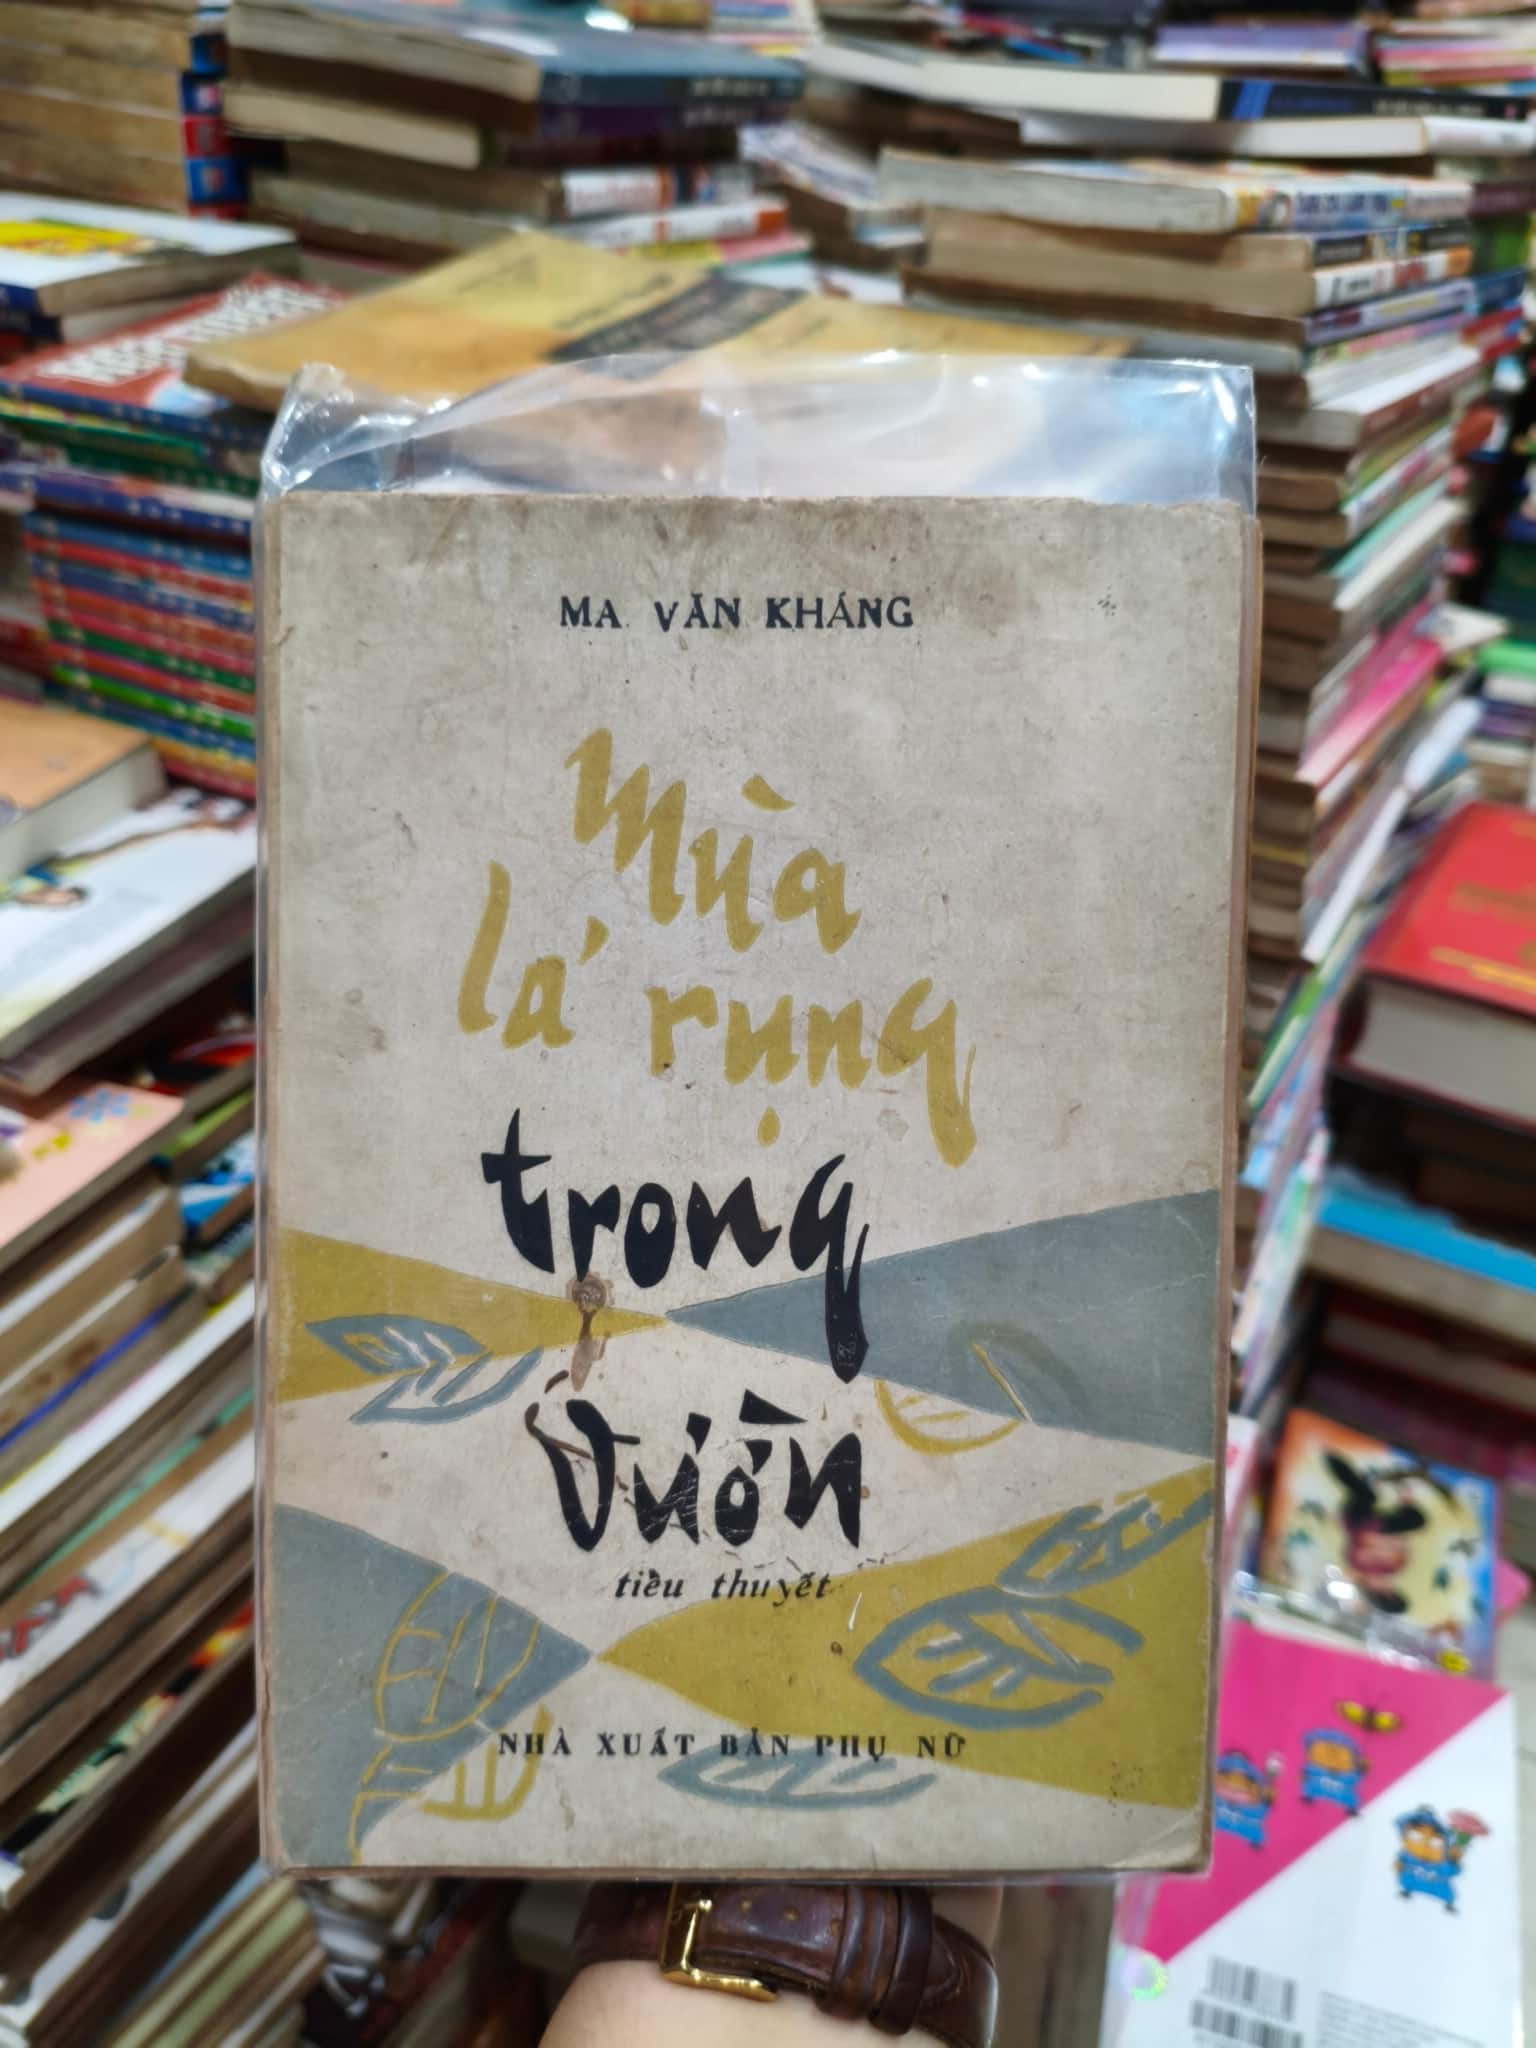 MA VĂN KHÁNG
Mùa
lá rụng
trong
Vườn
tiểu thuyết
NHÀ XUẤT BẢN PHỤ NỮ